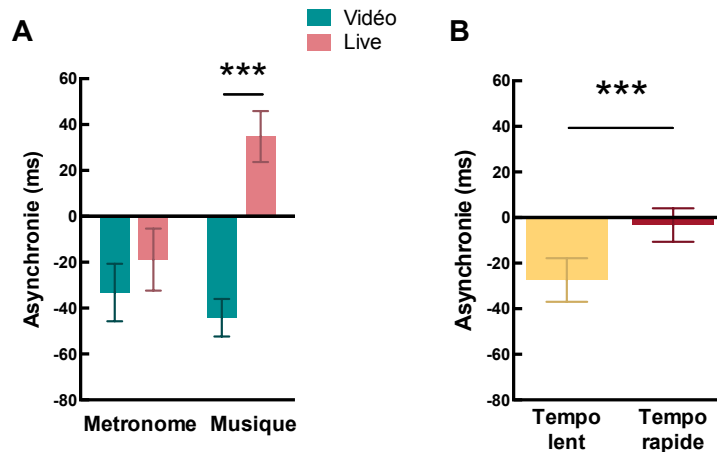 A
Vidéo
Live
B
***
60
40
20
0
-20
-40
-60
-80
Asynchronie (ms)
Metronome
Musique
***
60
40
20
0
-20
-40
-60
-80
Asynchronie (ms)
Tempo
lent
Tempo
rapide